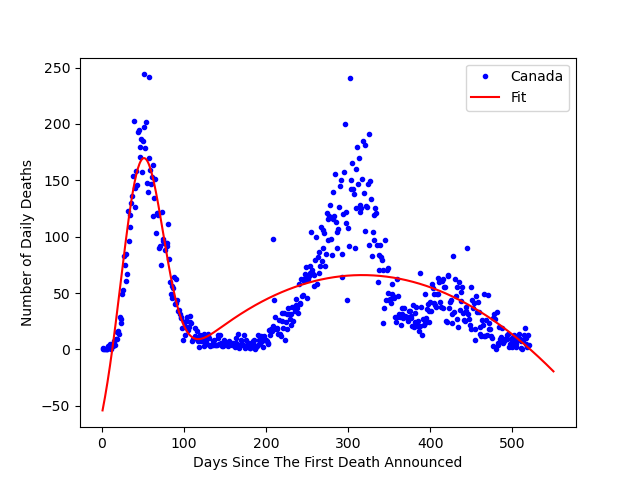 Canada
Fit
Number of Daily Deaths
250
200
150
100
50
0
−50
0 100 200 300 400 500
Days Since The First Death Announced